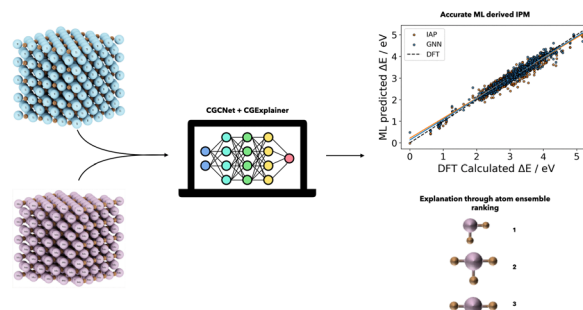 Accurate ML derived IPM
IAP
GNN
DFT
ML predicted ΔE / eV
5
4
3
2
1
0
0 1 2 3 4 5
DFT Calculated ΔE / eV
CGCNet + CGExplainer
Explanation through atom ensemble
ranking
1
2
3